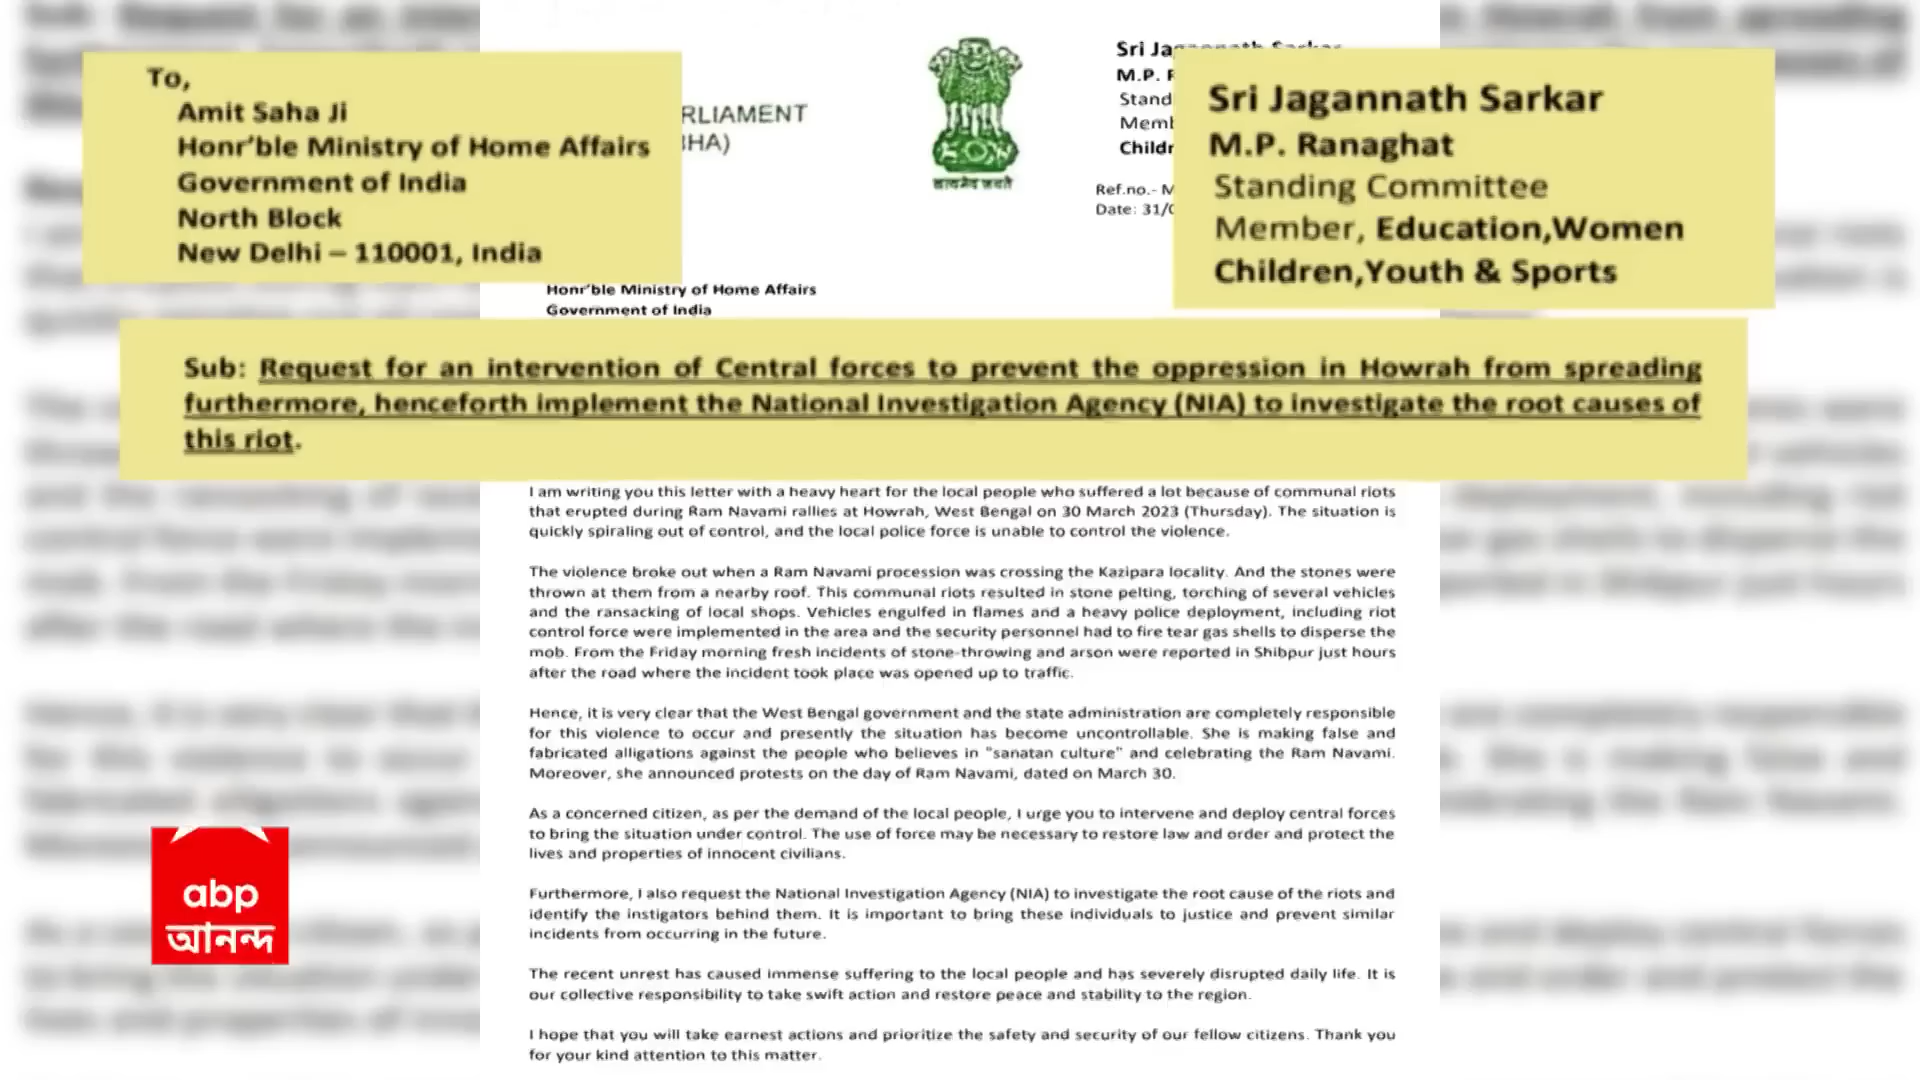 To,
Amit Saha Ji
Honr'ble Ministry of Home Affairs
Government of India
North Block
New Delhi – 110001, India
RLIAMENT
HA)
सत्यमेव जयते
Sri Jagannath Sarkar
M.P.
Stand
Memb
Childr
Ref.no.- M
Date: 31/0
Sri Jagannath Sarkar
M.P. Ranaghat
Standing Committee
Member, Education,Women
Children,Youth & Sports
Honr'ble Ministry of Home Affairs
Government of India
Sub: Request for an intervention of Central forces to prevent the oppression in Howrah from spreading
furthermore, henceforth implement the National Investigation Agency (NIA) to investigate the root causes of
this riot.
I am writing you this letter with a heavy heart for the local people who suffered a lot because of communal riots
that erupted during Ram Navami rallies at Howrah, West Bengal on 30 March 2023 (Thursday). The situation is
quickly spiraling out of control, and the local police force is unable to control the violence.
The violence broke out when a Ram Navami procession was crossing the Kazipara locality. And the stones were
thrown at them from a nearby roof. This communal riots resulted in stone pelting, torching of several vehicles
and the ransacking of local shops. Vehicles engulfed in flames and a heavy police deployment, including riot
control force were implemented in the area and the security personnel had to fire tear gas shells to disperse the
mob. From the Friday morning fresh incidents of stone-throwing and arson were reported in Shibpur just hours
after the road where the incident took place was opened up to traffic.
Hence, it is very clear that the West Bengal government and the state administration are completely responsible
for this violence to occur and presently the situation has become uncontrollable. She is making false and
fabricated alligations against the people who believes in "sanatan culture" and celebrating the Ram Navami.
Moreover, she announced protests on the day of Ram Navami, dated on March 30.
As a concerned citizen, as per the demand of the local people, I urge you to intervene and deploy central forces
to bring the situation under control. The use of force may be necessary to restore law and order and protect the
lives and properties of innocent civilians.
Furthermore, I also request the National Investigation Agency (NIA) to investigate the root cause of the riots and
identify the instigators behind them. It is important to bring these individuals to justice and prevent similar
incidents from occurring in the future.
The recent unrest has caused immense suffering to the local people and has severely disrupted daily life. It is
our collective responsibility to take swift action and restore peace and stability to the region.
I hope that you will take earnest actions and prioritize the safety and security of our fellow citizens. Thank you
for your kind attention to this matter.
abp
আনন্দ